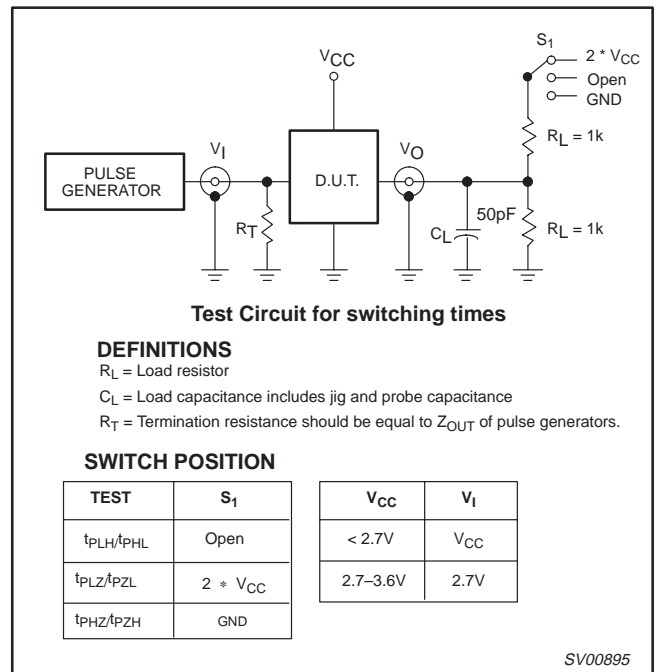 S1
2 * VCC
Open
GND
VCC
RL = 1k
VI
VO
PULSE
GENERATOR
D.U.T.
50pF
RT
CL
RL = 1k
Test Circuit for switching times
DEFINITIONS
RL = Load resistor
CL = Load capacitance includes jig and probe capacitance
RT = Termination resistance should be equal to ZOUT of pulse generators.
SWITCH POSITION
TEST S1
tPLH/tPHL Open
tPLZ/tPZL 2 * VCC
tPHZ/tPZH GND
VCC VI
< 2.7V VCC
2.7–3.6V 2.7V
SV00895